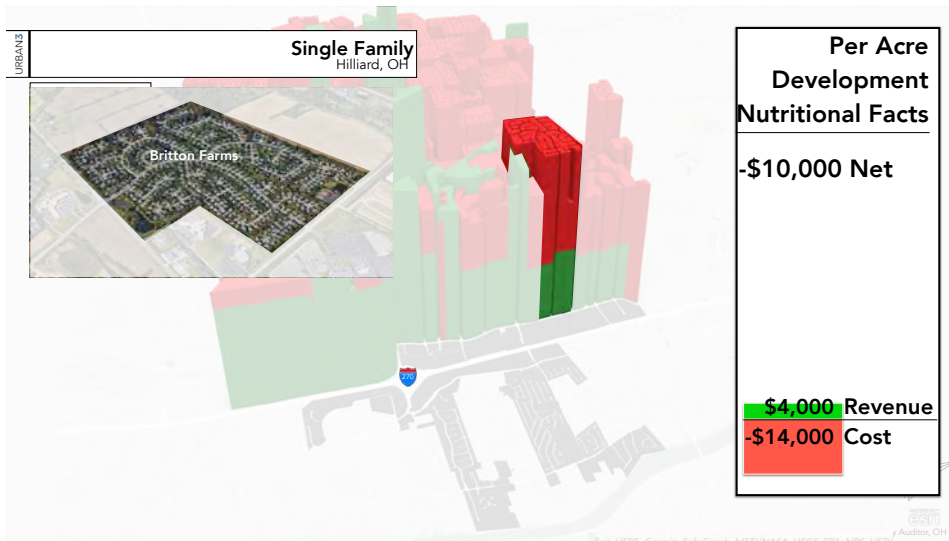 URBAN3
Single Family
Hilliard, OH
Britton Farms
270
Per Acre
Development
Nutritional Facts
-$10,000 Net
$4,000 Revenue
-$14,000 Cost
esri
Auditor, OH